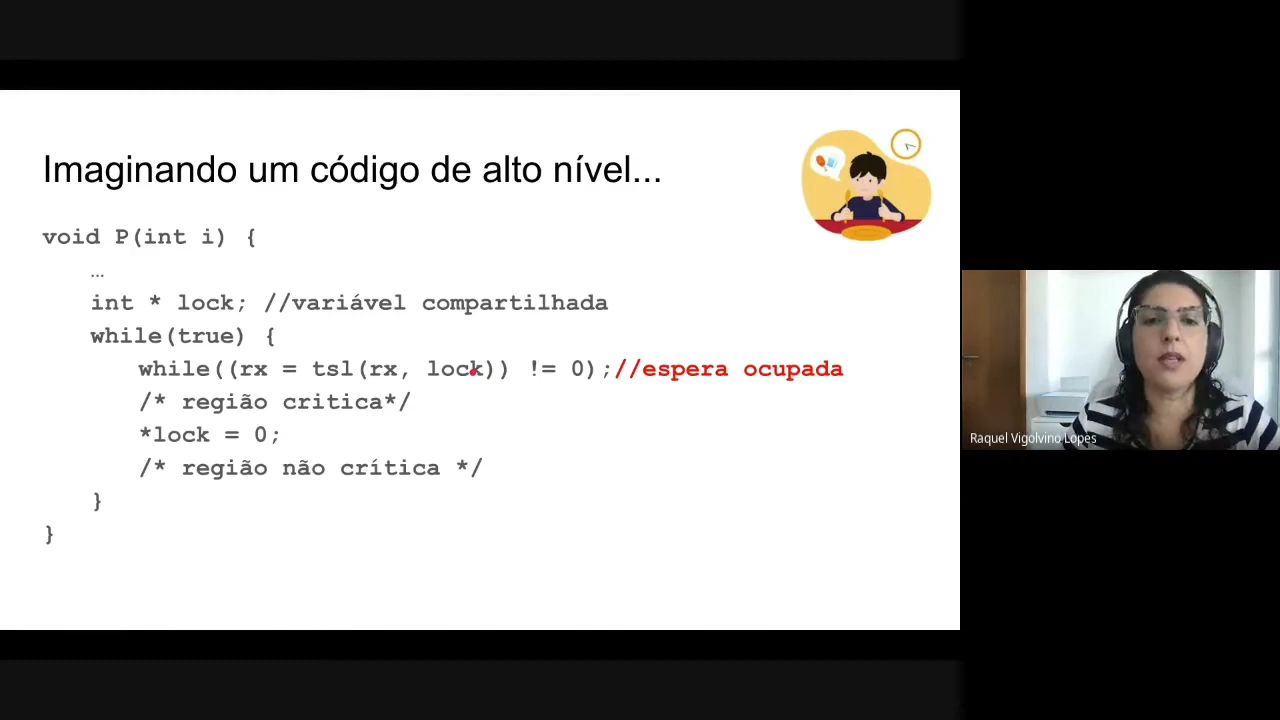 Imaginando um código de alto nível...
void P(int i) {
…
int * lock; //variável compartilhada
while(true) {
while((rx = tsl(rx, lock)) != 0);//espera ocupada
/* região critica*/
*lock = 0;
/* região não crítica */
}
}
Raquel Vigolvino Lopes